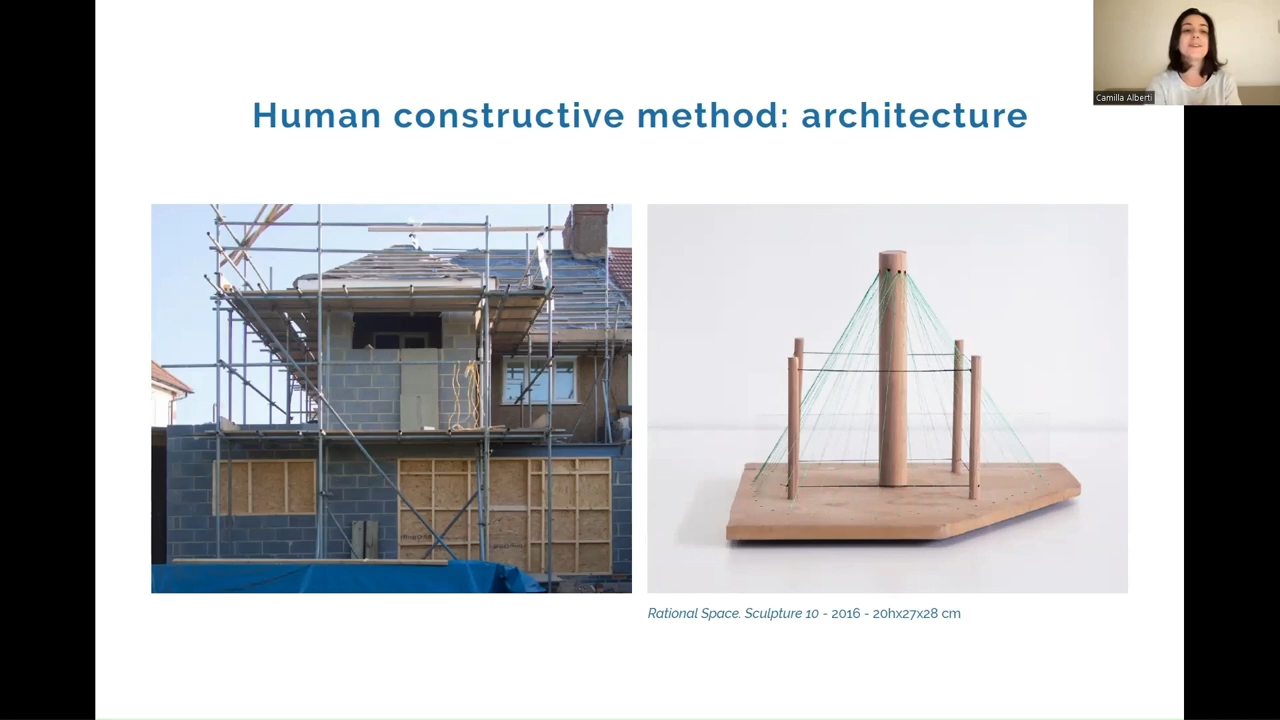 Camilla Alberti
Human constructive method: architecture
Rational Space. Sculpture 10 - 2016 - 20hx27x28 cm